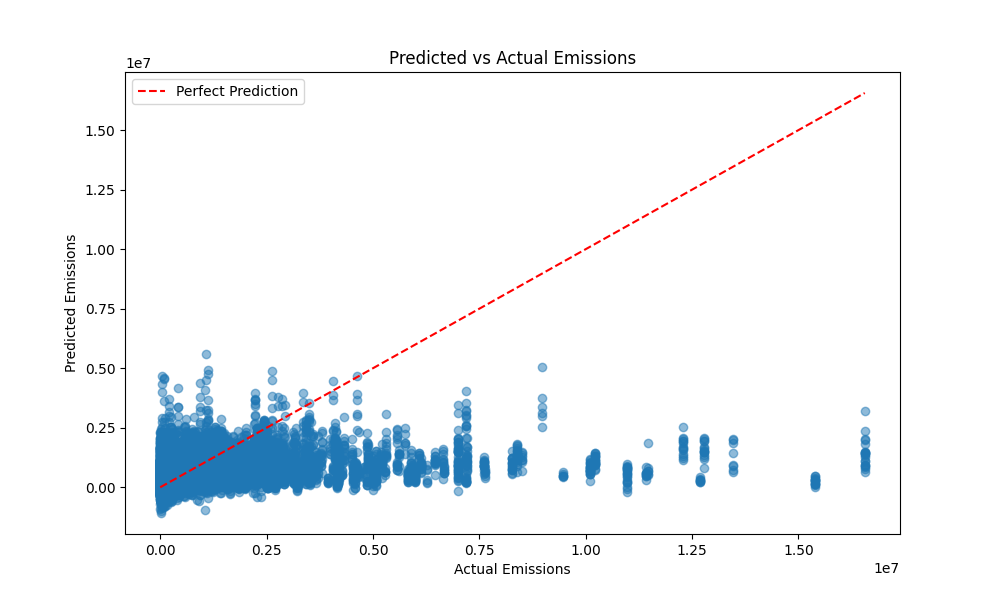 Predicted vs Actual Emissions
1e7
Perfect Prediction
1.50
1.25
1.00
0.75
0.50
0.25
0.00
Predicted Emissions
0.00 0.25 0.50 0.75 1.00 1.25 1.50
Actual Emissions
1e7